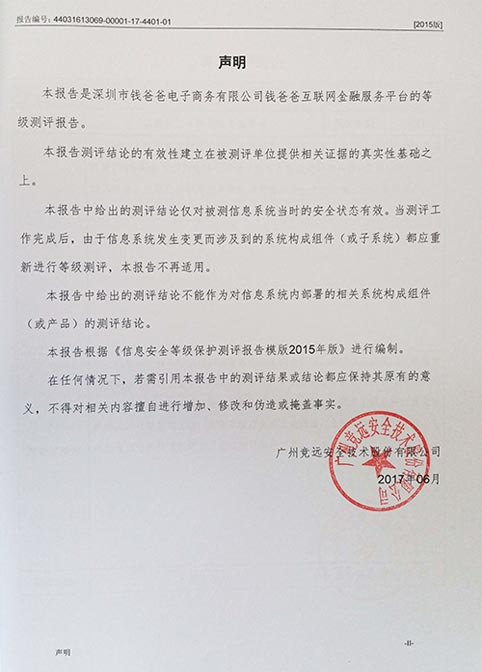 报告编号：44031613069-00001-17-4401-01 [2015版]
声明
本报告是深圳市钱爸爸电子商务有限公司钱爸爸互联网金融服务平台的等
级测评报告。
本报告测评结论的有效性建立在被测评单位提供相关证据的真实性基础之
上。
本报告中给出的测评结论仅对被测信息系统当时的安全状态有效。当测评工
作完成后，由于信息系统发生变更而涉及到的系统构成组件（或子系统）都应重
新进行等级测评，本报告不再适用。
本报告中给出的测评结论不能作为对信息系统内部署的相关系统构成组件
（或产品）的测评结论。
本报告根据《信息安全等级保护测评报告模版2015年版》进行编制。
在任何情况下，若需引用本报告中的测评结果或结论都应保持其原有的意
义，不得对相关内容擅自进行增加、修改和伪造或掩盖事实。
广州竞远安全技术股份有限公司
2017年06月
广州竞远安全技术股份有限公司
声明 -II-